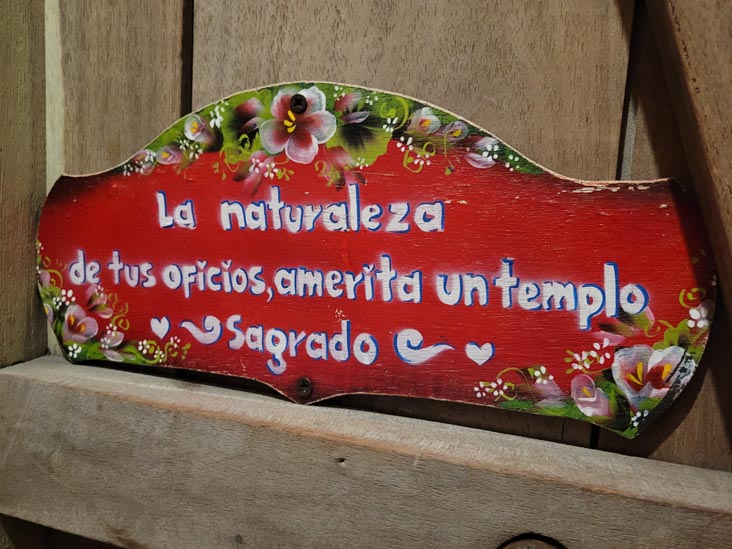 La naturaleza
de tus oficios, amerita un templo
Sagrado